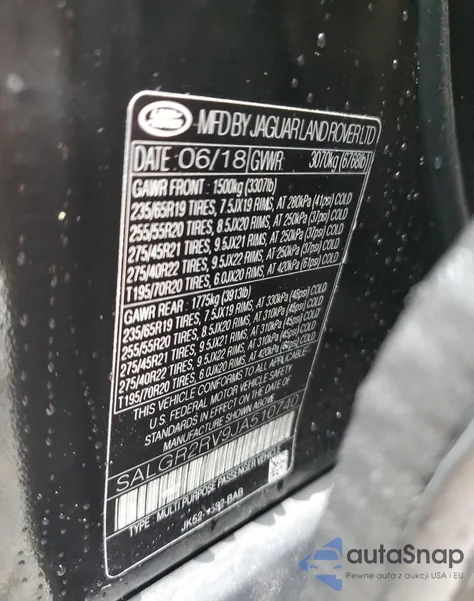 LAND ROVER
MFD BY JAGUAR LAND ROVER LTD
DATE: 06/18 GVWR: 3070kg (6768lb)
GAWR FRONT: 1500kg (3307lb)
235/65R19 TIRES, 7.5JX19 RIMS, AT 280kPa (41psi) COLD
255/55R20 TIRES, 8.5JX20 RIMS, AT 250kPa (37psi) COLD
275/45R21 TIRES, 9.5JX21 RIMS, AT 250kPa (37psi) COLD
275/40R22 TIRES, 9.5JX22 RIMS, AT 250kPa (37psi) COLD
T195/70R20 TIRES, 6.0JX20 RIMS, AT 420kPa (61psi) COLD
GAWR REAR: 1775kg (3913lb)
235/65R19 TIRES, 7.5JX19 RIMS, AT 330kPa (48psi) COLD
255/55R20 TIRES, 8.5JX20 RIMS, AT 310kPa (45psi) COLD
275/45R21 TIRES, 9.5JX21 RIMS, AT 310kPa (45psi) COLD
275/40R22 TIRES, 9.5JX22 RIMS, AT 310kPa (45psi) COLD
T195/70R20 TIRES, 6.0JX20 RIMS, AT 420kPa (61psi) COLD
THIS VEHICLE CONFORMS TO ALL APPLICABLE
U.S. FEDERAL MOTOR VEHICLE SAFETY
STANDARDS IN EFFECT ON THE DATE OF
MANUFACTURE SHOWN ABOVE.
SALGR2RV9JA510740
TYPE: MULTI PURPOSE PASSENGER VEHICLE
autoSnap
Pewne auta z aukcji USA i EU